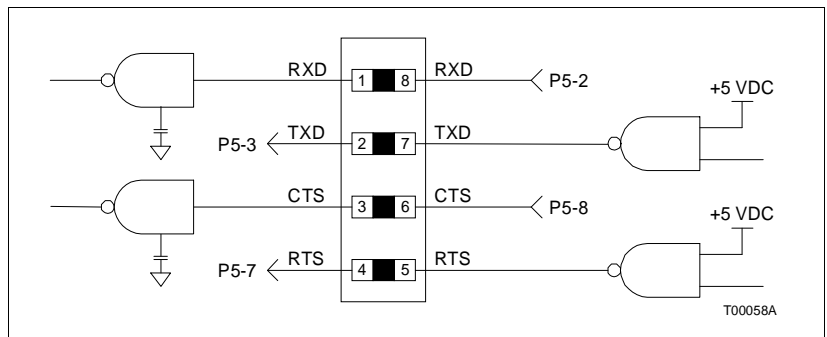 RXD 1 8 RXD P5-2
+5 VDC
P5-3 TXD 2 7 TXD
CTS 3 6 CTS P5-8
+5 VDC
P5-7 RTS 4 5 RTS
T00058A